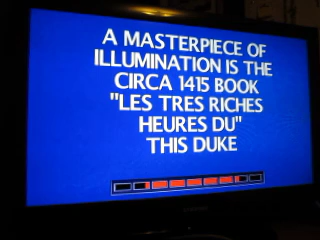 A MASTERPIECE OF
ILLUMINATION IS THE
CIRCA 1415 BOOK
"LES TRES RICHES
HEURES DU"
THIS DUKE